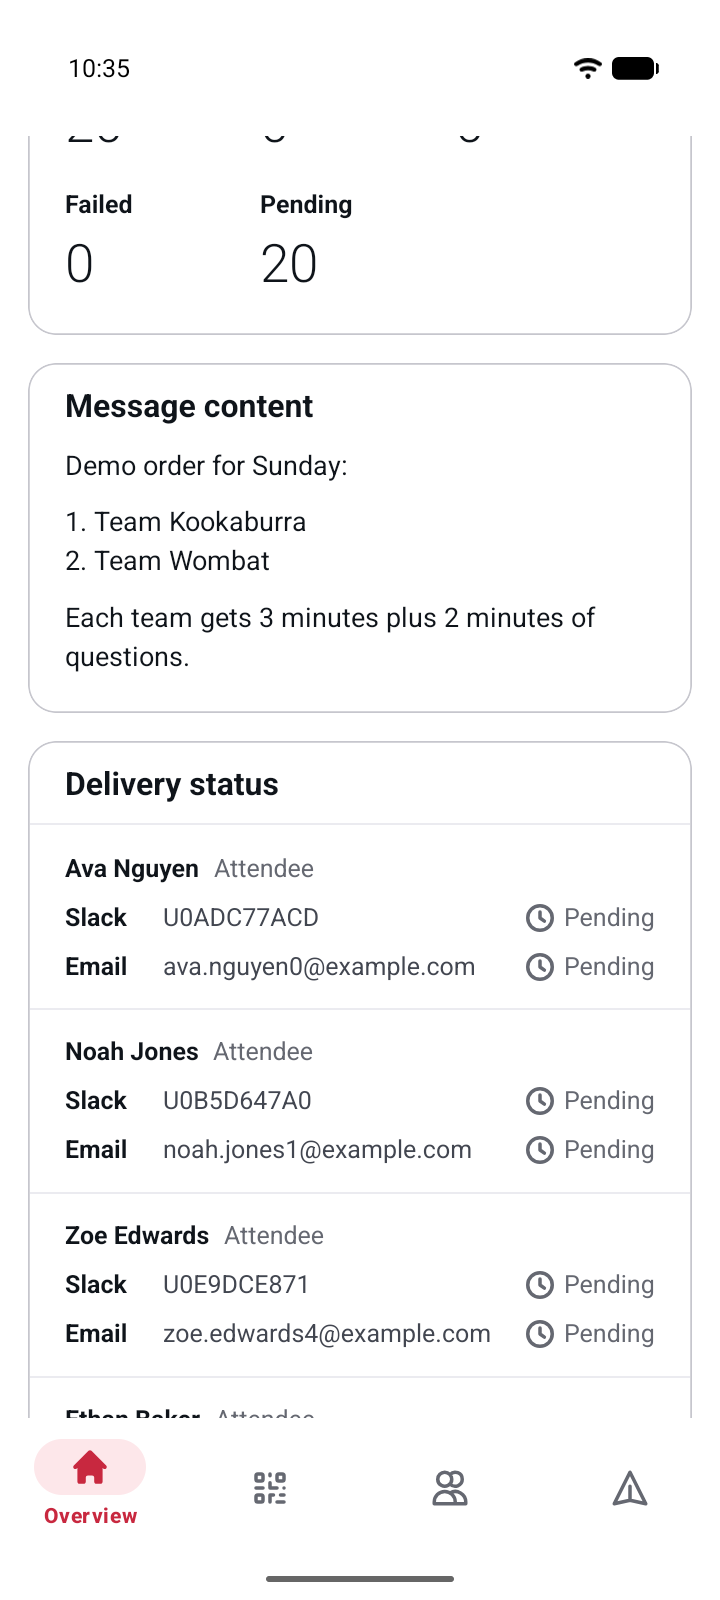 10:35
Failed Pending
0 20
Message content
Demo order for Sunday:
1. Team Kookaburra
2. Team Wombat
Each team gets 3 minutes plus 2 minutes of
questions.
Delivery status
Ava Nguyen Attendee
Slack U0ADC77ACD Pending
Email ava.nguyen0@example.com Pending
Noah Jones Attendee
Slack U0B5D647A0 Pending
Email noah.jones1@example.com Pending
Zoe Edwards Attendee
Slack U0E9DCE871 Pending
Email zoe.edwards4@example.com Pending
Ethan Baker Attendee
Overview